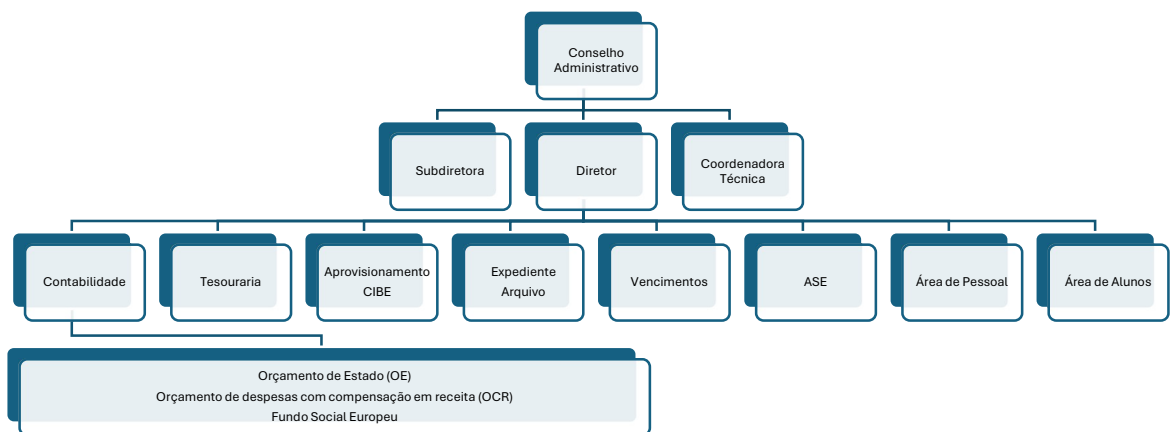 Conselho
Administrativo
Subdiretora
Diretor
Coordenadora
Técnica
Contabilidade
Tesouraria
Aprovisionamento
CIBE
Expediente
Arquivo
Vencimentos
ASE
Área de Pessoal
Área de Alunos
Orçamento de Estado (OE)
Orçamento de despesas com compensação em receita (OCR)
Fundo Social Europeu